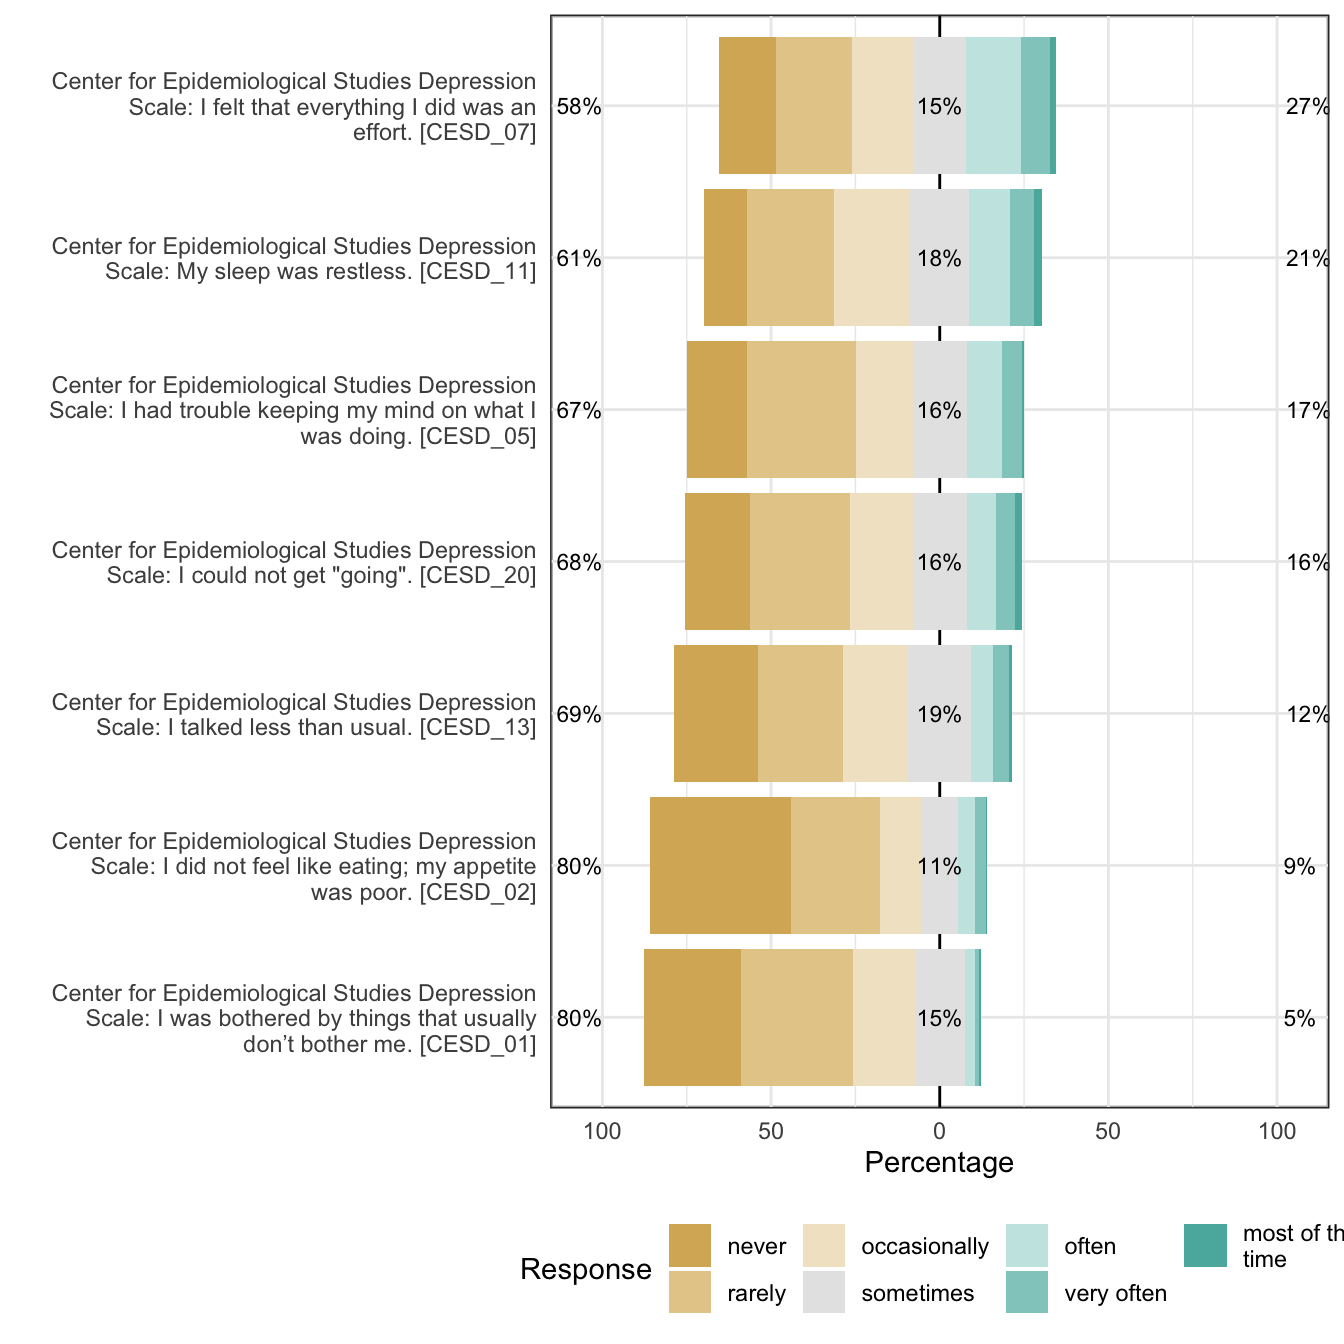 Center for Epidemiological Studies Depression
Scale: I felt that everything I did was an
effort. [CESD_07]
58%
15%
27%
Center for Epidemiological Studies Depression
Scale: My sleep was restless. [CESD_11]
61%
18%
21%
Center for Epidemiological Studies Depression
Scale: I had trouble keeping my mind on what I
was doing. [CESD_05]
67%
16%
17%
Center for Epidemiological Studies Depression
Scale: I could not get "going". [CESD_20]
68%
16%
16%
Center for Epidemiological Studies Depression
Scale: I talked less than usual. [CESD_13]
69%
19%
12%
Center for Epidemiological Studies Depression
Scale: I did not feel like eating; my appetite
was poor. [CESD_02]
80%
11%
9%
Center for Epidemiological Studies Depression
Scale: I was bothered by things that usually
don’t bother me. [CESD_01]
80%
15%
5%
100 50 0 50 100
Percentage
Response
never
rarely
occasionally
sometimes
often
very often
most of th
time